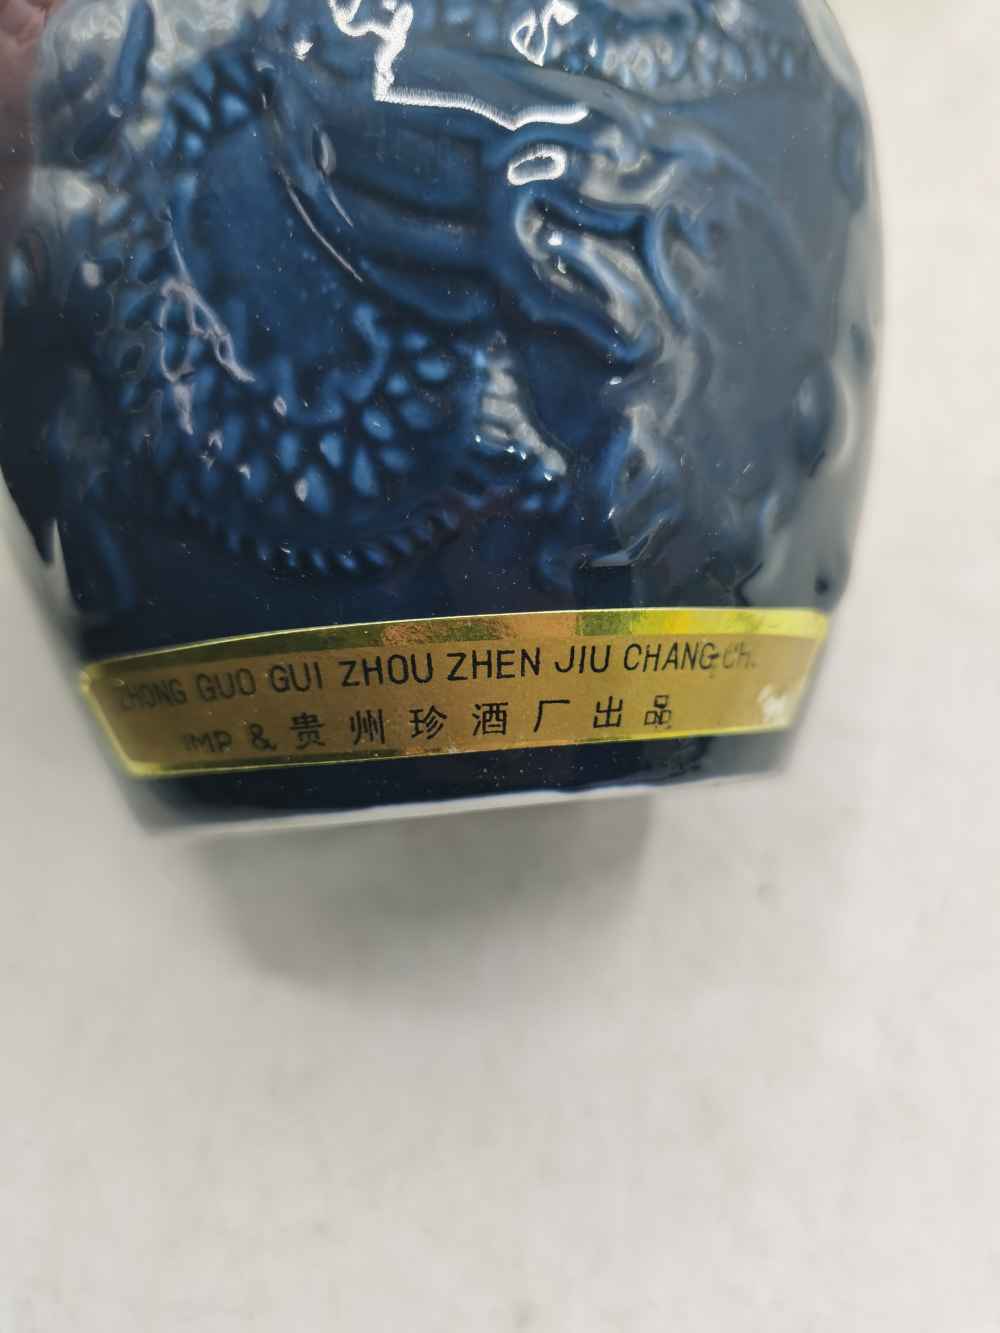 ZHONG GUO GUI ZHOU ZHEN JIU CHANG
IMP & 贵州珍酒厂出品